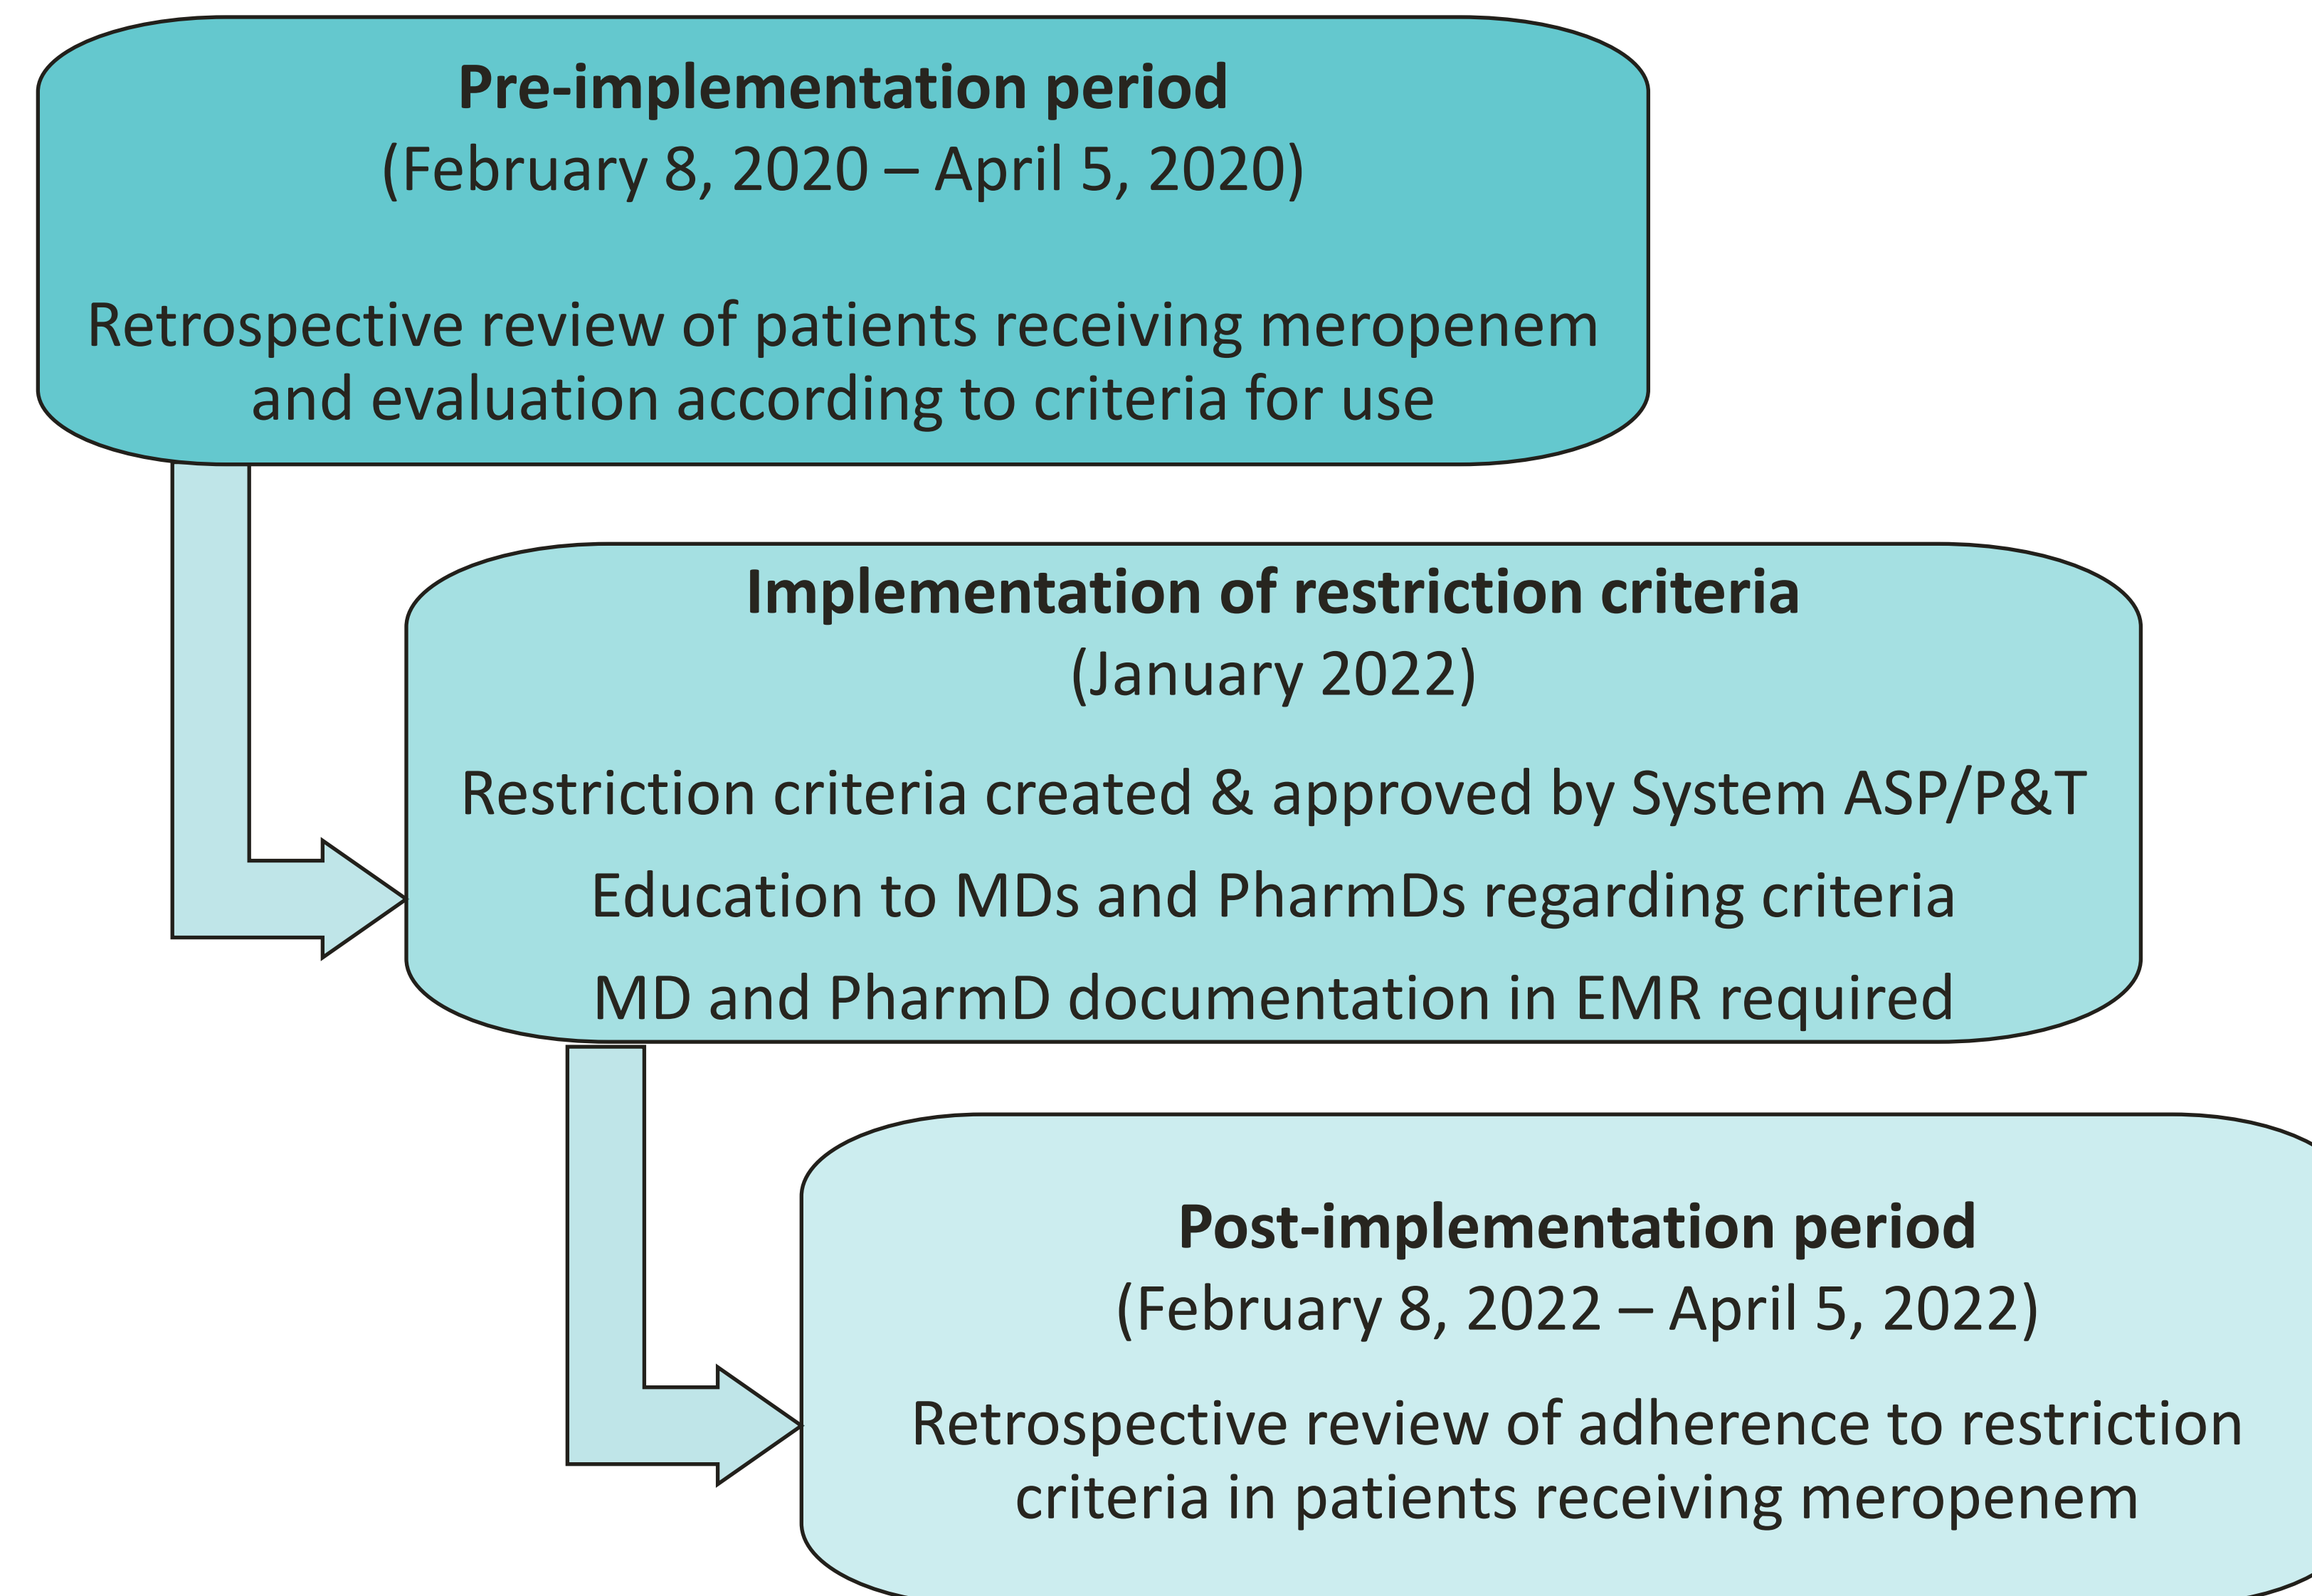 Pre-implementation period
(February 8, 2020 – April 5, 2020)
Retrospective review of patients receiving meropenem
and evaluation according to criteria for use
Implementation of restriction criteria
(January 2022)
Restriction criteria created & approved by System ASP/P&T
Education to MDs and PharmDs regarding criteria
MD and PharmD documentation in EMR required
Post-implementation period
(February 8, 2022 – April 5, 2022)
Retrospective review of adherence to restriction
criteria in patients receiving meropenem